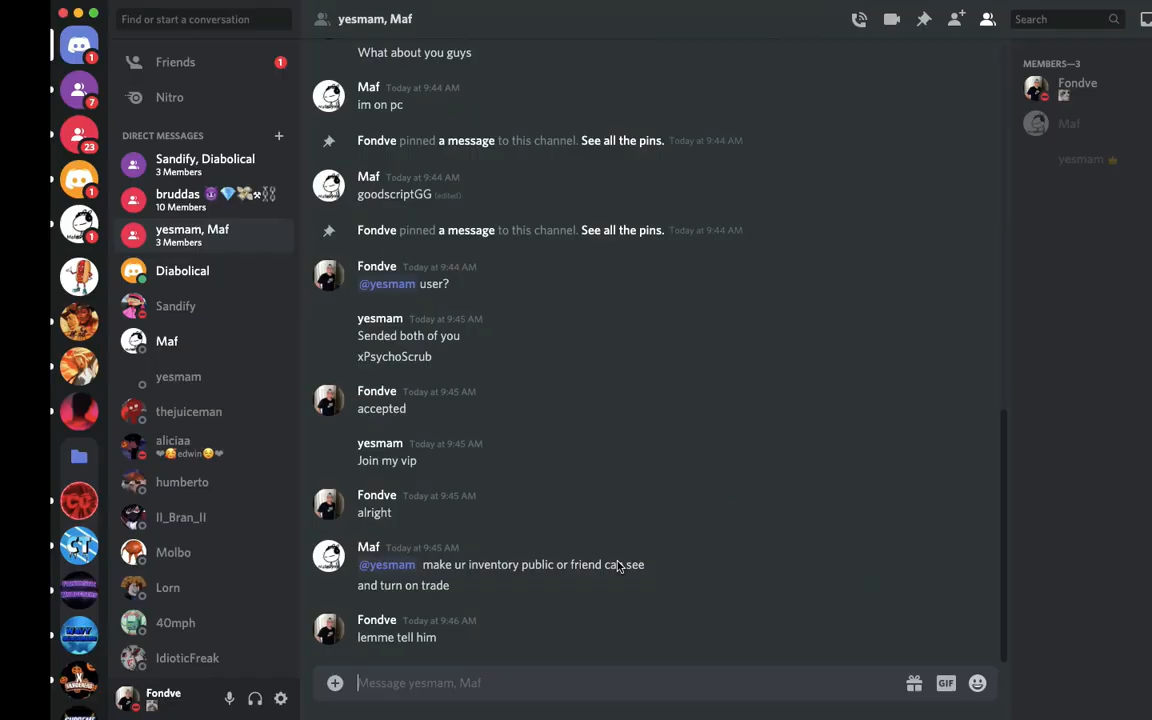 Find or start a conversation
yesmam, Maf
Search
1
7
23
1
1
Friends
1
Nitro
DIRECT MESSAGES
Sandify, Diabolical
3 Members
bruddas 😈💎💸⚒⛓
10 Members
yesmam, Maf
3 Members
Diabolical
Sandify
Maf
yesmam
thejuiceman
aliciaa
❤🥰edwin😏❤
humberto
II_Bran_II
Molbo
Lorn
40mph
IdioticFreak
Fondve
What about you guys
Maf Today at 9:44 AM
im on pc
Fondve pinned a message to this channel. See all the pins. Today at 9:44 AM
Maf Today at 9:44 AM
goodscriptGG (edited)
Fondve pinned a message to this channel. See all the pins. Today at 9:44 AM
Fondve Today at 9:44 AM
@yesmam user?
yesmam Today at 9:45 AM
Sended both of you
xPsychoScrub
Fondve Today at 9:45 AM
accepted
yesmam Today at 9:45 AM
Join my vip
Fondve Today at 9:45 AM
alright
Maf Today at 9:45 AM
@yesmam make ur inventory public or friend can see
and turn on trade
Fondve Today at 9:46 AM
lemme tell him
Message yesmam, Maf
GIF
MEMBERS—3
Fondve
Maf
yesmam